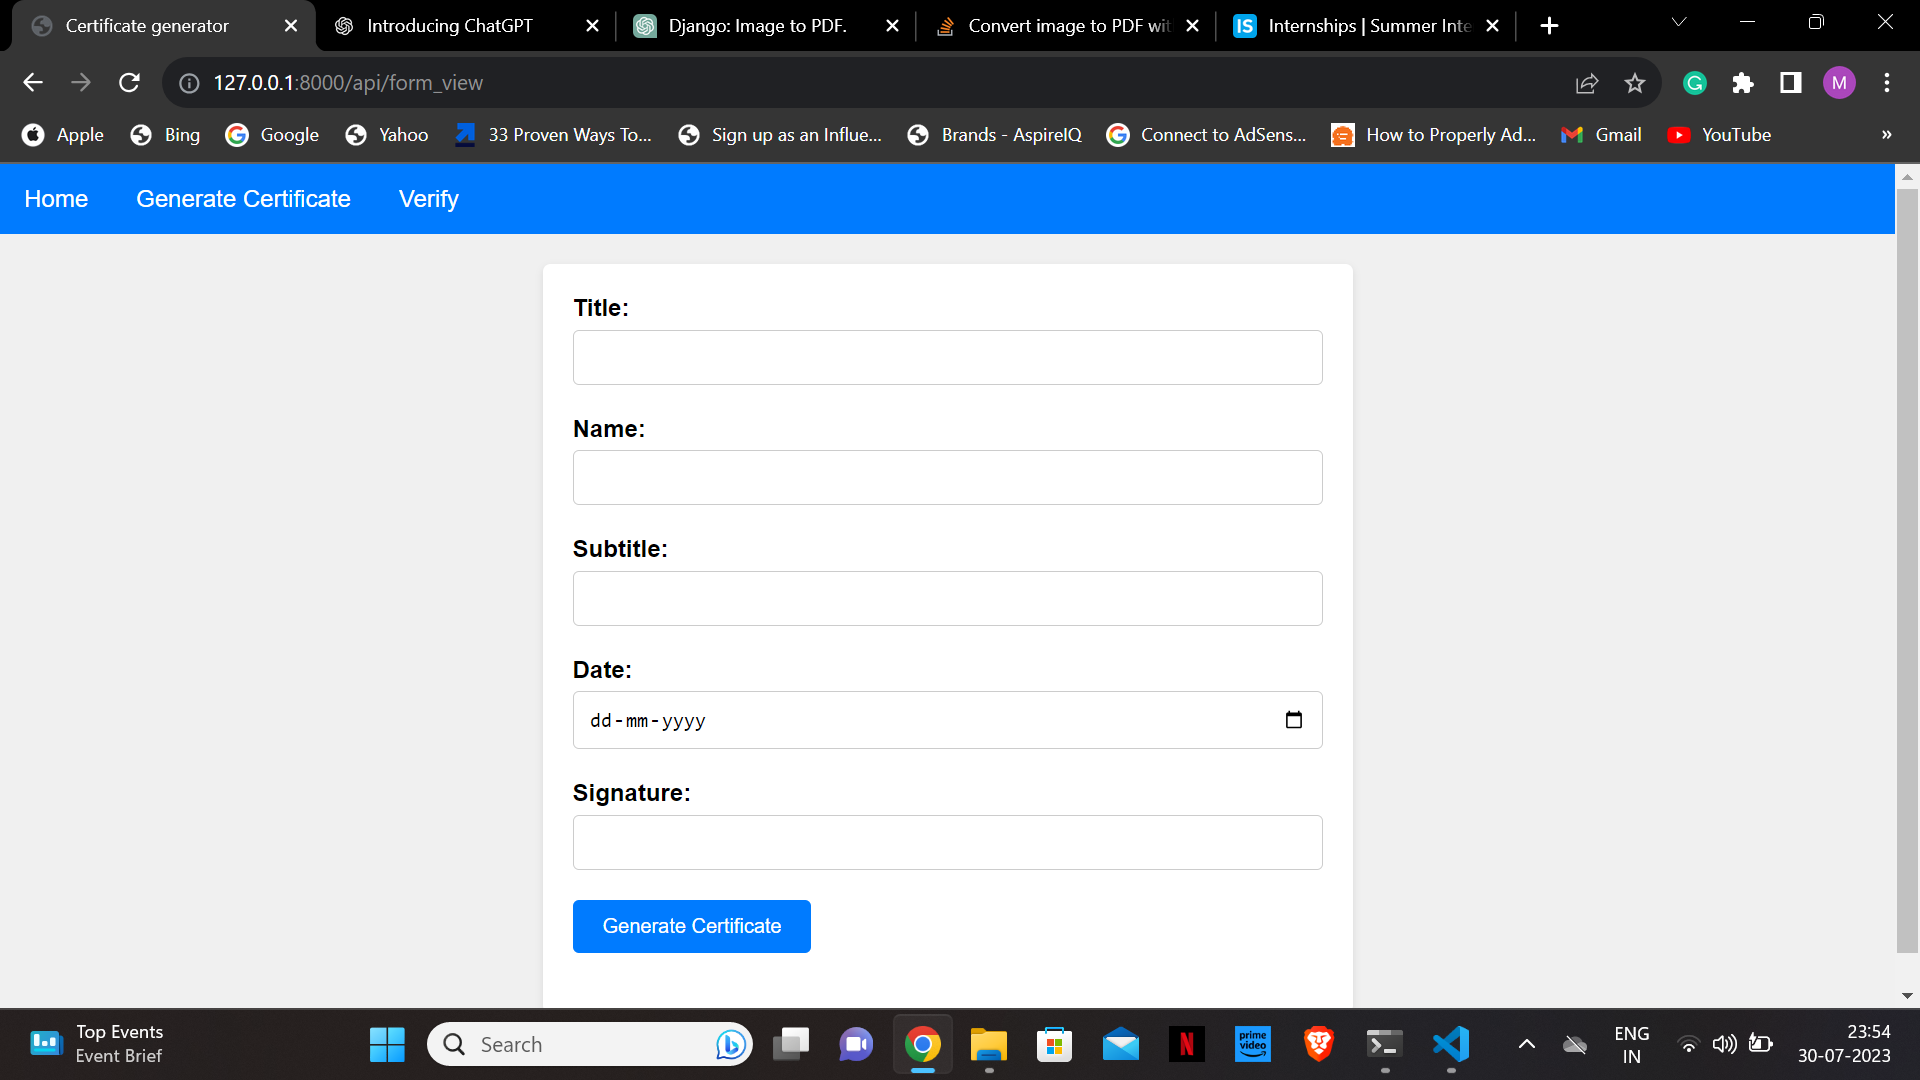 Certificate generator
Introducing ChatGPT
Django: Image to PDF.
Convert image to PDF wit
Internships | Summer Inte
127.0.0.1:8000/api/form_view
M
Apple
Bing
Google
Yahoo
33 Proven Ways To...
Sign up as an Influe...
Brands - AspireIQ
Connect to AdSens...
How to Properly Ad...
Gmail
YouTube
»
Home
Generate Certificate
Verify
Title:
Name:
Subtitle:
Date:
dd-mm-yyyy
Signature:
Generate Certificate
Top Events
Event Brief
Search
prime
video
ENG
IN
23:54
30-07-2023